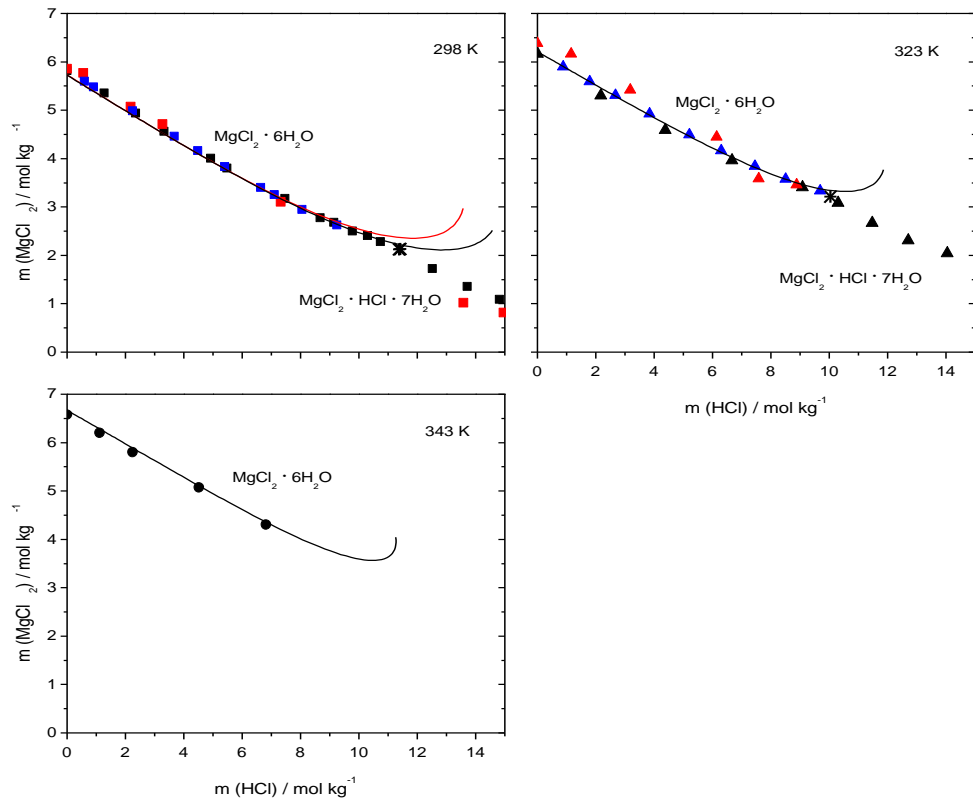 7
6
5
4
3
2
1
0
m (MgCl₂) / mol kg⁻¹
298 K
MgCl₂ · 6H₂O
MgCl₂ · HCl · 7H₂O
323 K
MgCl₂ · 6H₂O
MgCl₂ · HCl · 7H₂O
0 2 4 6 8 10 12 14
m (HCl) / mol kg⁻¹
7
6
5
4
3
2
1
0
m (MgCl₂) / mol kg⁻¹
343 K
MgCl₂ · 6H₂O
0 2 4 6 8 10 12 14
m (HCl) / mol kg⁻¹